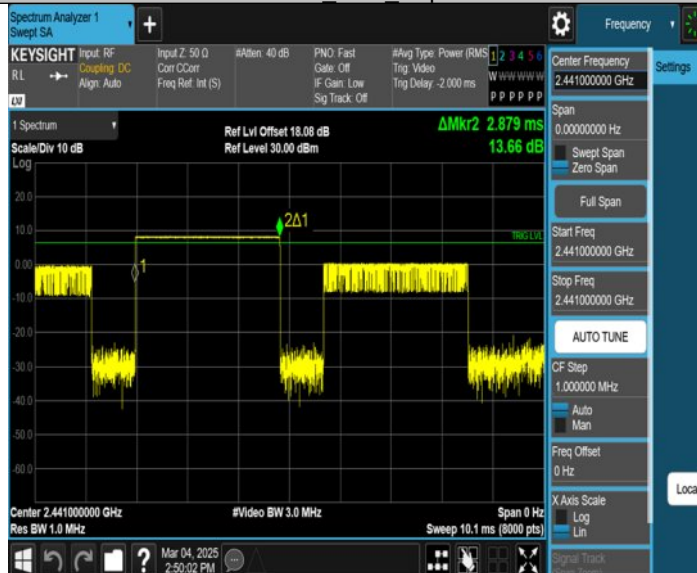 Spectrum Analyzer 1
Swept SA
+
Frequency
KEYSIGHT
RL
LXI
Input: RF
Coupling: DC
Align: Auto
Input Z: 50 Ω
Corr CCorr
Freq Ref: Int (S)
#Atten: 40 dB
PNO: Fast
Gate: Off
IF Gain: Low
Sig Track: Off
#Avg Type: Power (RMS
Trig: Video
Trig Delay: -2.000 ms
1 2 3 4 5 6
W W W W W W
P P P P P P
1 Spectrum
Scale/Div 10 dB
Log
Ref Lvl Offset 18.08 dB
Ref Level 30.00 dBm
ΔMkr2 2.879 ms
13.66 dB
20.0
10.0
0.00
-10.0
-20.0
-30.0
-40.0
-50.0
-60.0
2Δ1
1
TRIG LVL
Center 2.441000000 GHz
Res BW 1.0 MHz
#Video BW 3.0 MHz
Span 0 Hz
Sweep 10.1 ms (8000 pts)
?
Mar 04, 2025
2:50:02 PM
Center Frequency
2.441000000 GHz
Span
0.00000000 Hz
Swept Span
Zero Span
Full Span
Start Freq
2.441000000 GHz
Stop Freq
2.441000000 GHz
AUTO TUNE
CF Step
1.000000 MHz
Auto
Man
Freq Offset
0 Hz
X Axis Scale
Log
Lin
Signal Track
Settings
Loca